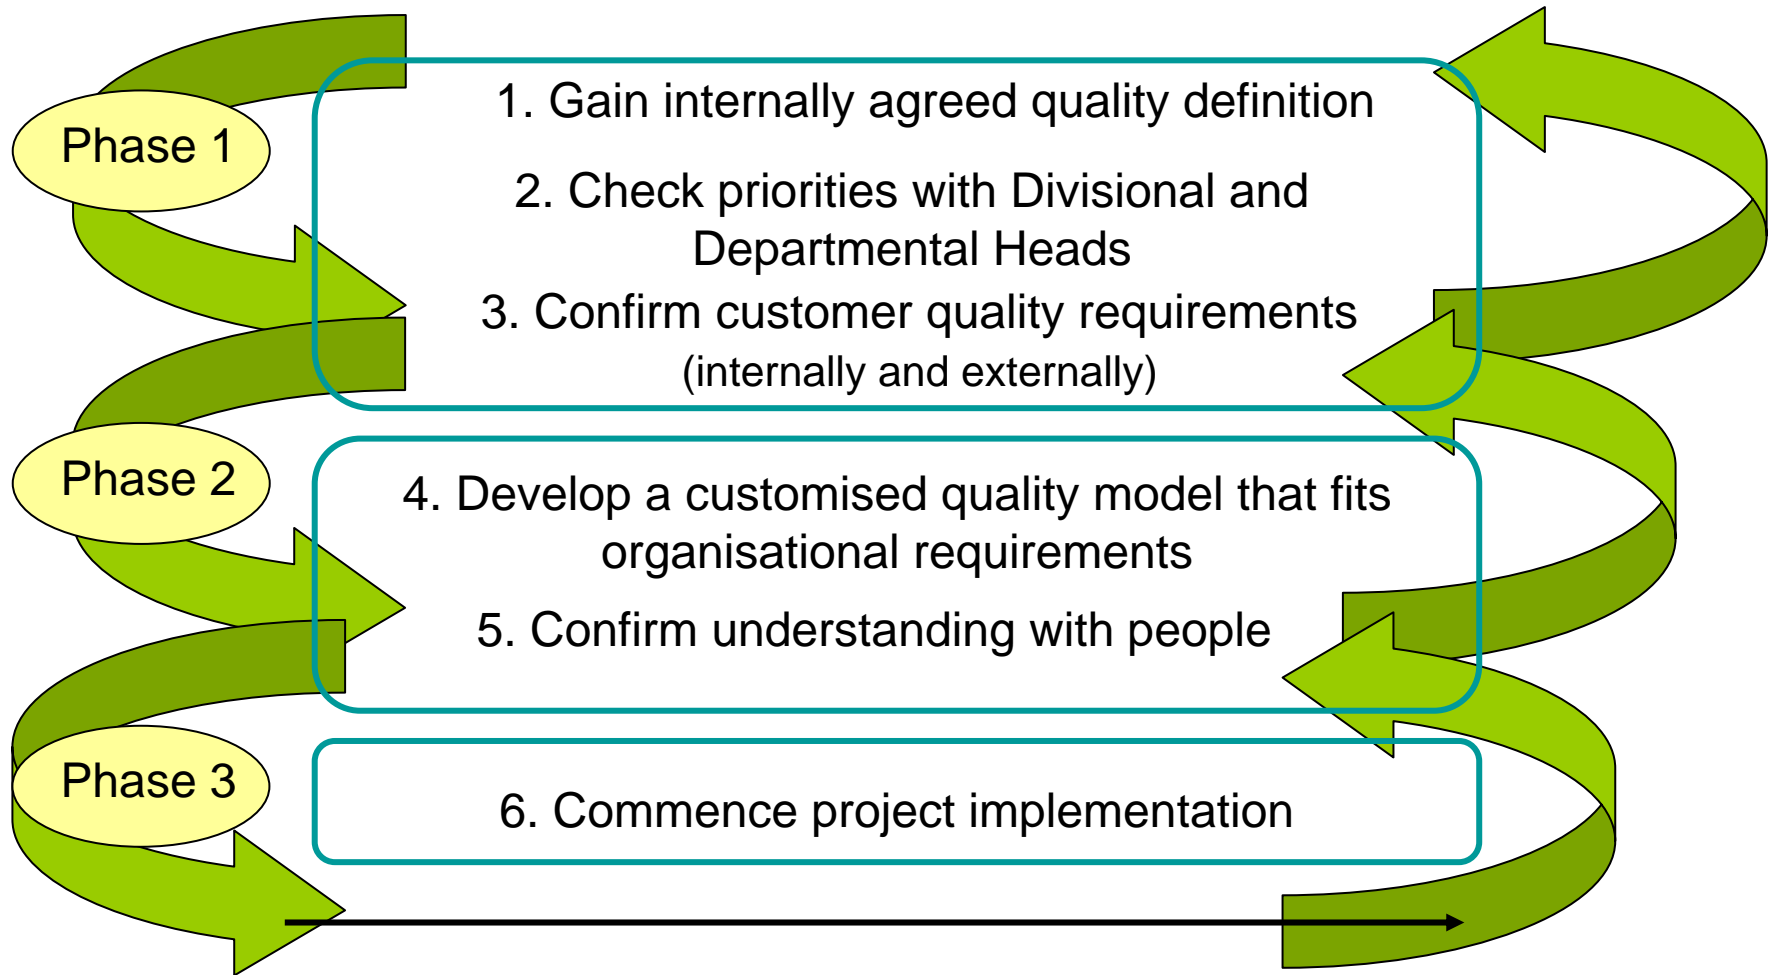 Phase 1
1. Gain internally agreed quality definition
2. Check priorities with Divisional and
Departmental Heads
3. Confirm customer quality requirements
(internally and externally)
Phase 2
4. Develop a customised quality model that fits
organisational requirements
5. Confirm understanding with people
Phase 3
6. Commence project implementation